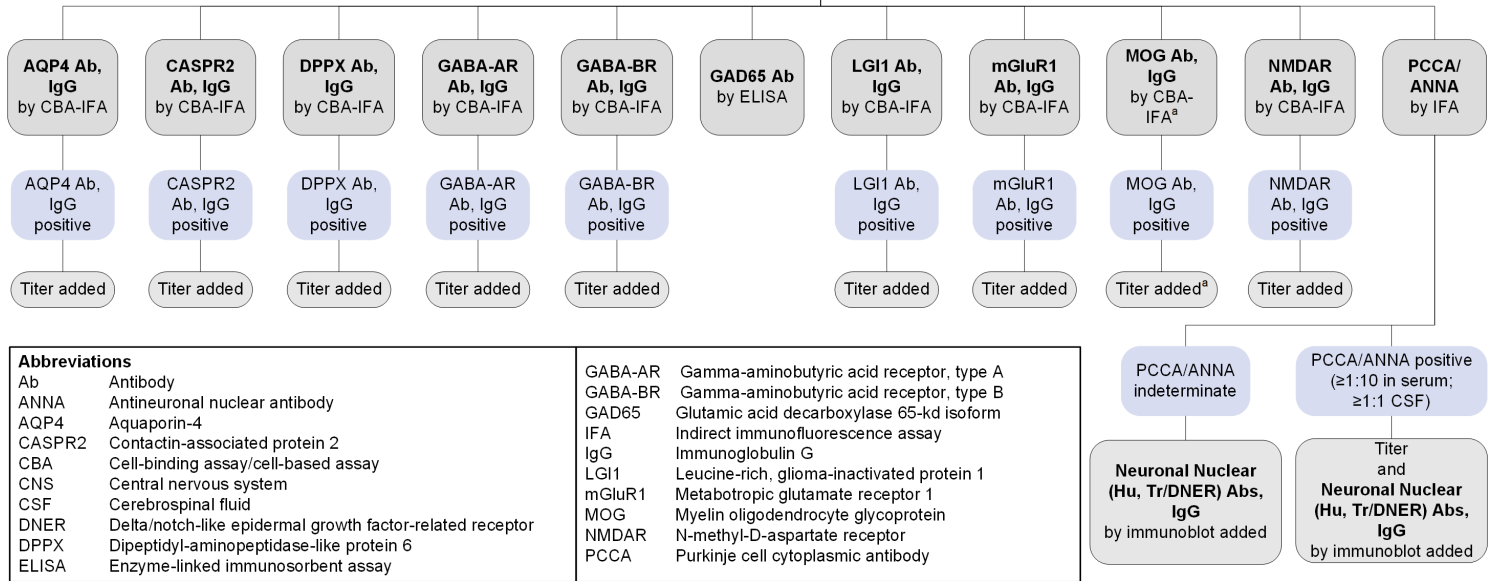 AQP4 Ab,
IgG
by CBA-IFA
CASPR2
Ab, IgG
by CBA-IFA
DPPX Ab,
IgG
by CBA-IFA
GABA-AR
Ab, IgG
by CBA-IFA
GABA-BR
Ab, IgG
by CBA-IFA
GAD65 Ab
by ELISA
LGI1 Ab,
IgG
by CBA-IFA
mGluR1
Ab, IgG
by CBA-IFA
MOG Ab,
IgG
by CBA-
IFAa
NMDAR
Ab, IgG
by CBA-IFA
PCCA/
ANNA
by IFA
AQP4 Ab,
IgG
positive
CASPR2
Ab, IgG
positive
DPPX Ab,
IgG
positive
GABA-AR
Ab, IgG
positive
GABA-BR
Ab, IgG
positive
LGI1 Ab,
IgG
positive
mGluR1
Ab, IgG
positive
MOG Ab,
IgG
positive
NMDAR
Ab, IgG
positive
Titer added
Titer added
Titer added
Titer added
Titer added
Titer added
Titer added
Titer addeda
Titer added
PCCA/ANNA
indeterminate
PCCA/ANNA positive
(≥1:10 in serum;
≥1:1 CSF)
Neuronal Nuclear
(Hu, Tr/DNER) Abs,
IgG
by immunoblot added
Titer
and
Neuronal Nuclear
(Hu, Tr/DNER) Abs,
IgG
by immunoblot added
Abbreviations
Ab Antibody
ANNA Antineuronal nuclear antibody
AQP4 Aquaporin-4
CASPR2 Contactin-associated protein 2
CBA Cell-binding assay/cell-based assay
CNS Central nervous system
CSF Cerebrospinal fluid
DNER Delta/notch-like epidermal growth factor-related receptor
DPPX Dipeptidyl-aminopeptidase-like protein 6
ELISA Enzyme-linked immunosorbent assay
GABA-AR Gamma-aminobutyric acid receptor, type A
GABA-BR Gamma-aminobutyric acid receptor, type B
GAD65 Glutamic acid decarboxylase 65-kd isoform
IFA Indirect immunofluorescence assay
IgG Immunoglobulin G
LGI1 Leucine-rich, glioma-inactivated protein 1
mGluR1 Metabotropic glutamate receptor 1
MOG Myelin oligodendrocyte glycoprotein
NMDAR N-methyl-D-aspartate receptor
PCCA Purkinje cell cytoplasmic antibody